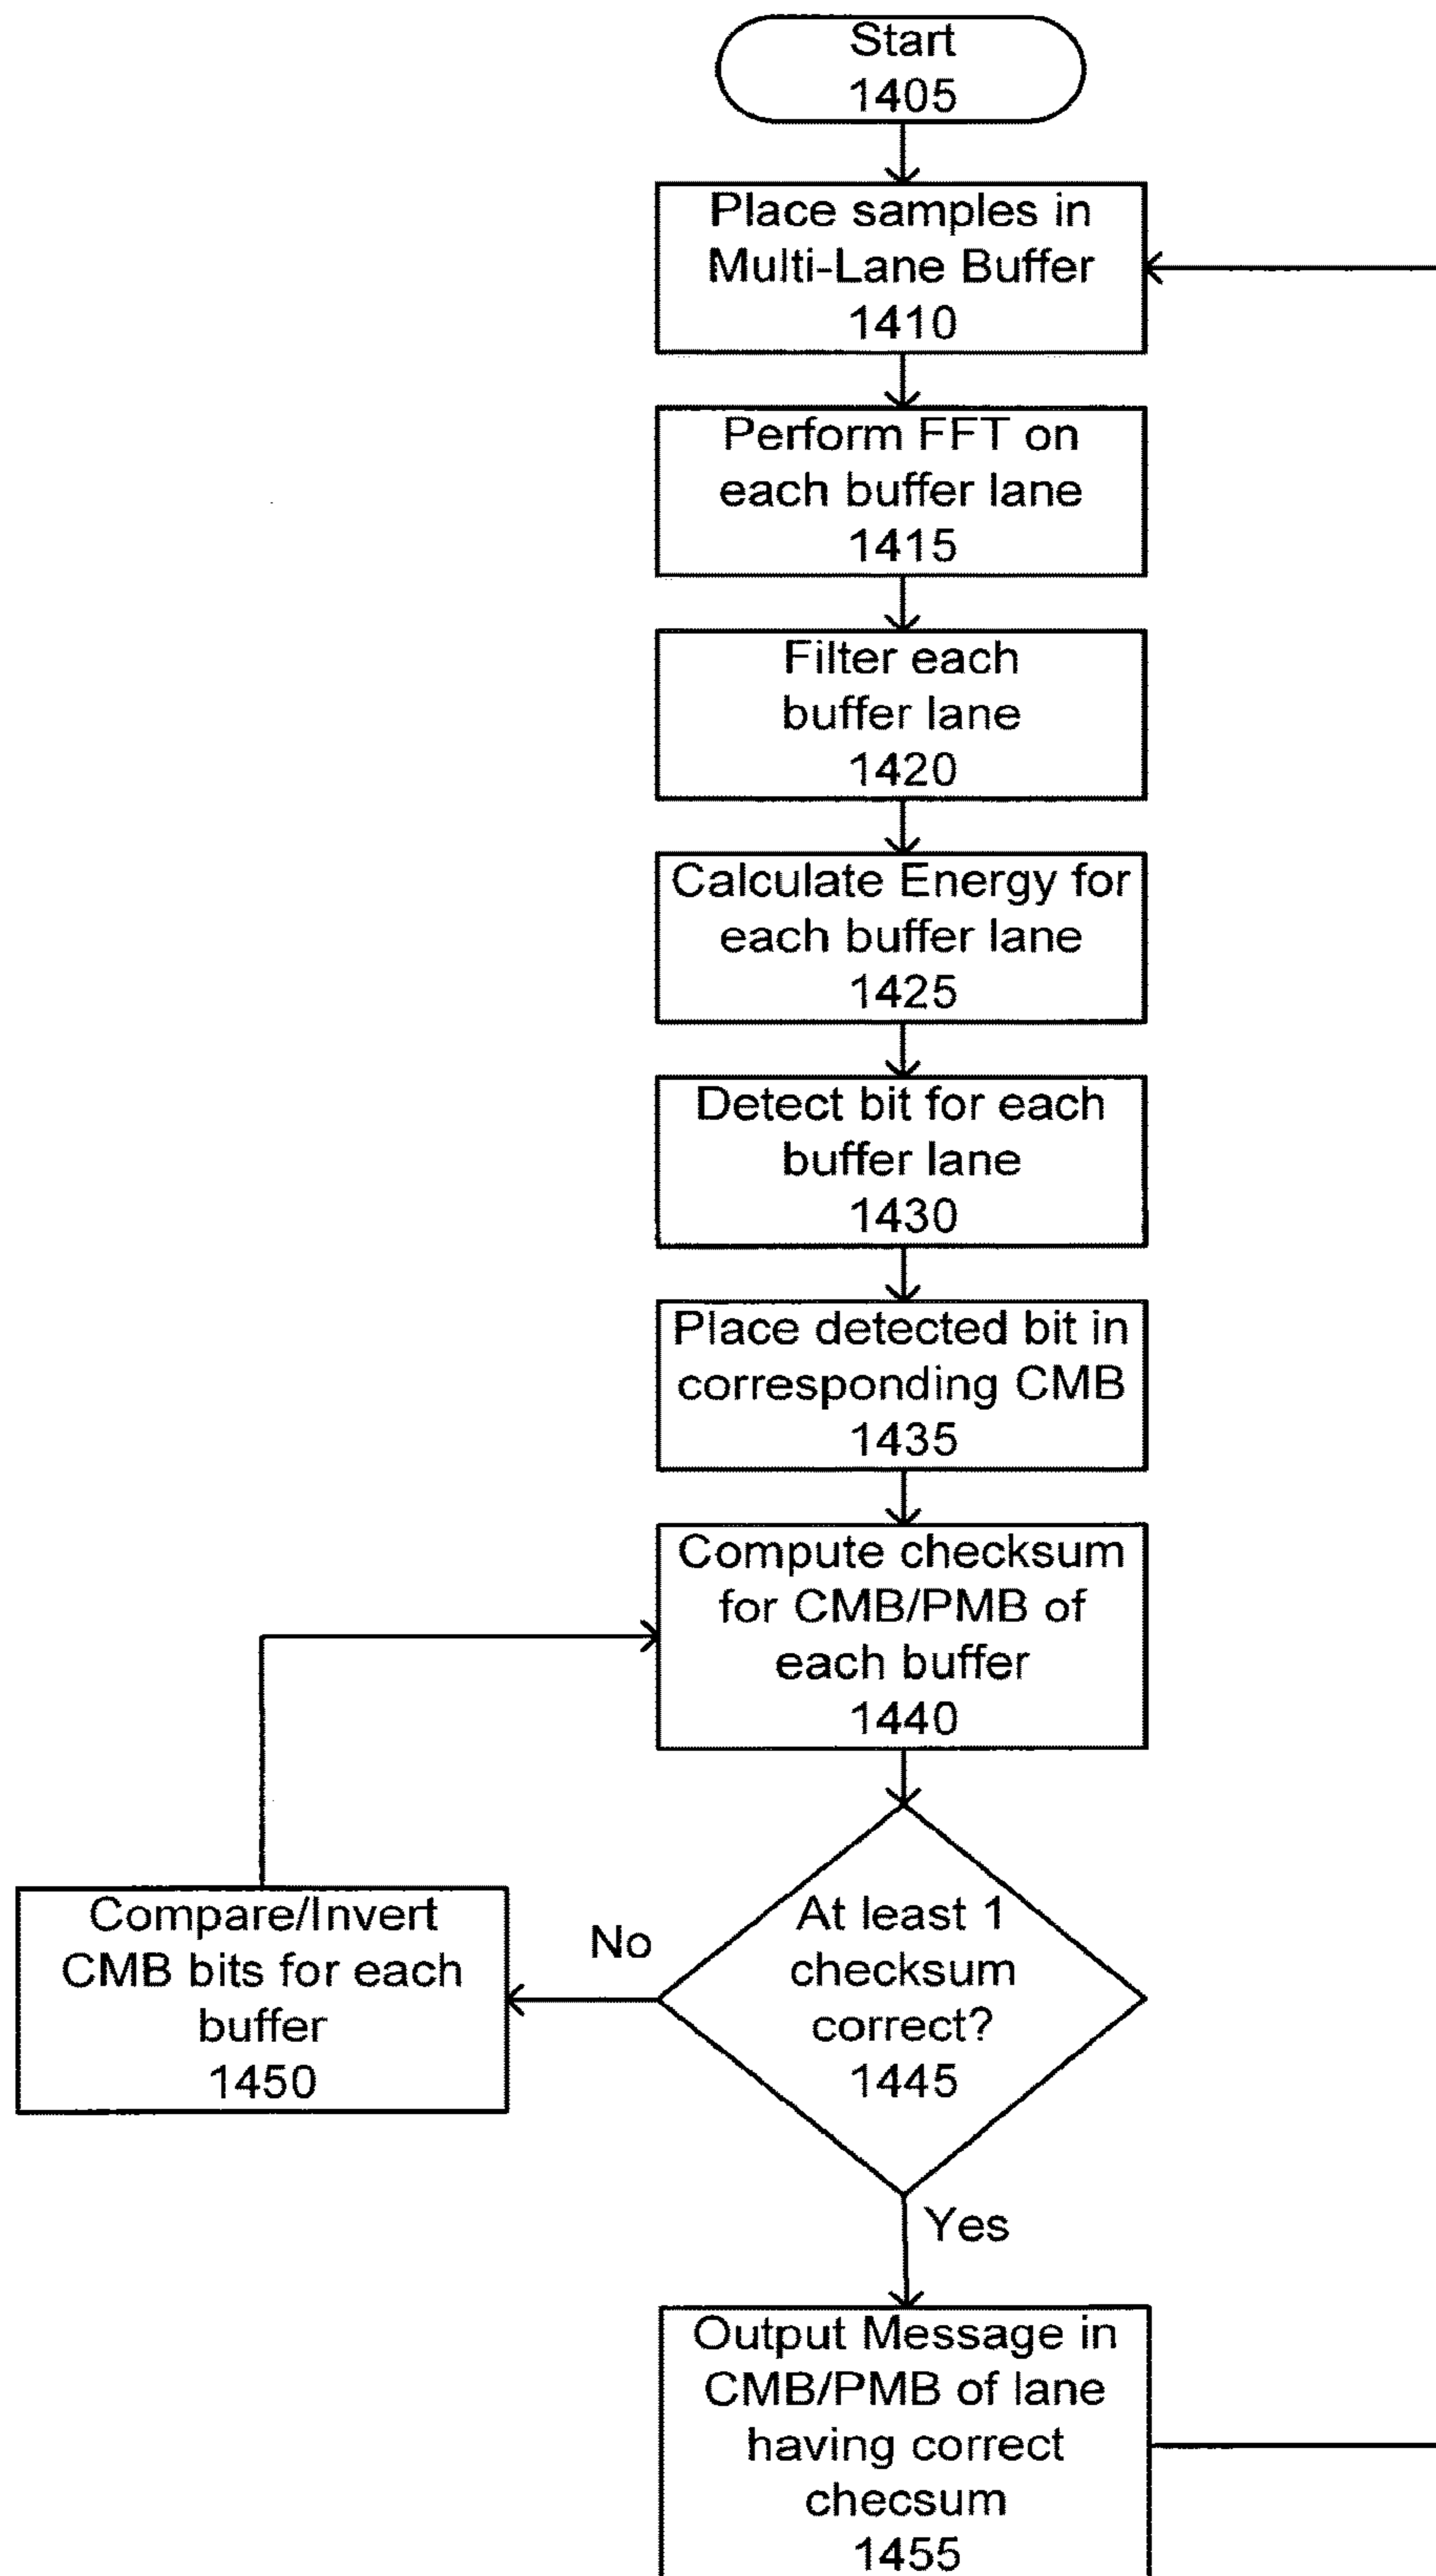 Start
1405
Place samples in
Multi-Lane Buffer
1410
Perform FFT on
each buffer lane
1415
Filter each
buffer lane
1420
Calculate Energy for
each buffer lane
1425
Detect bit for each
buffer lane
1430
Place detected bit in
corresponding CMB
1435
Compute checksum
for CMB/PMB of
each buffer
1440
At least 1
checksum
correct?
1445
No
Compare/Invert
CMB bits for each
buffer
1450
Yes
Output Message in
CMB/PMB of lane
having correct
checsum
1455